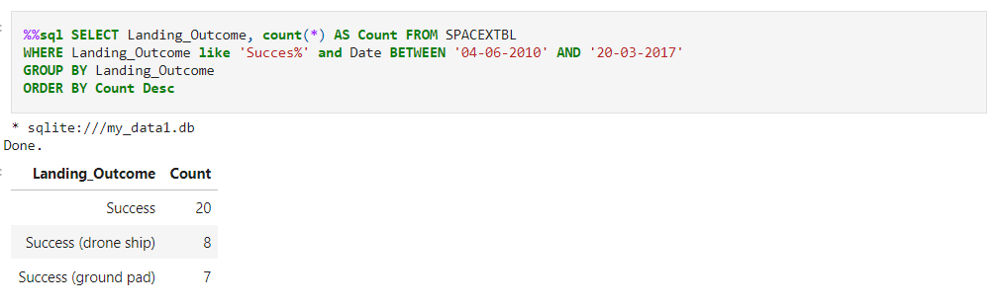 %%sql SELECT Landing_Outcome, count(*) AS Count FROM SPACEXTBL
WHERE Landing_Outcome like 'Succes%' and Date BETWEEN '04-06-2010' AND '20-03-2017'
GROUP BY Landing_Outcome
ORDER BY Count Desc
* sqlite:///my_data1.db
Done.
Landing_Outcome Count
Success 20
Success (drone ship) 8
Success (ground pad) 7